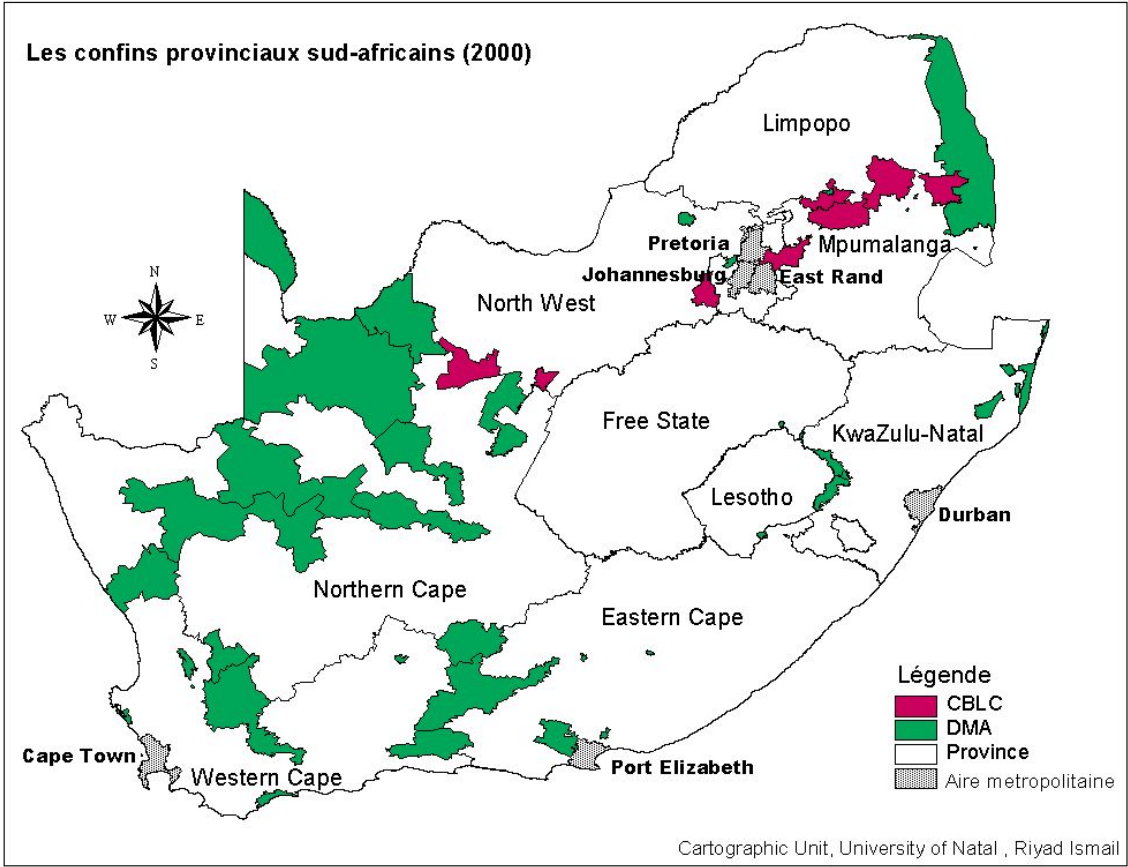 Les confins provinciaux sud-africains (2000)
Limpopo
Pretoria
Mpumalanga
Johannesburg
East Rand
North West
N
W
E
S
Free State
KwaZulu-Natal
Lesotho
Durban
Northern Cape
Eastern Cape
Cape Town
Western Cape
Port Elizabeth
Légende
CBLC
DMA
Province
Aire metropolitaine
Cartographic Unit, University of Natal , Riyad Ismail